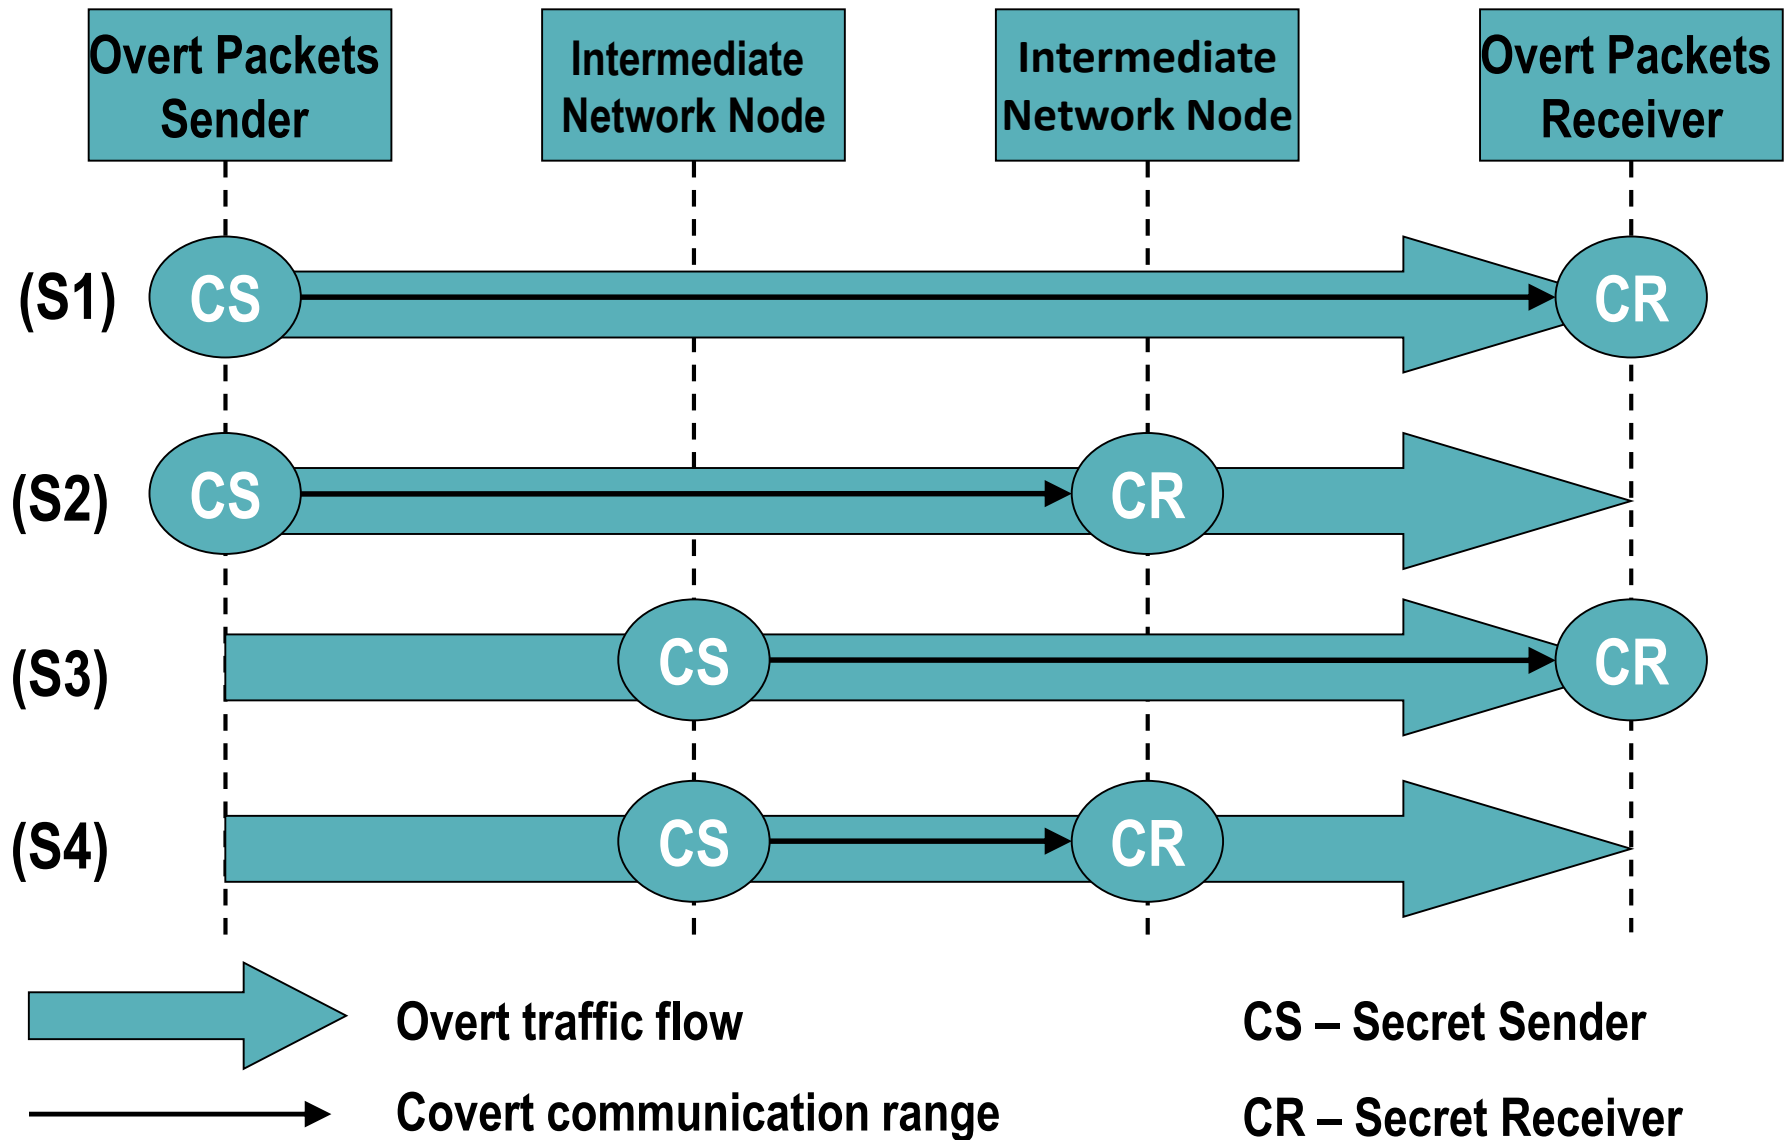 Overt Packets
Sender
Intermediate
Network Node
Intermediate
Network Node
Overt Packets
Receiver
(S1)
CS
CR
(S2)
CS
CR
(S3)
CS
CR
(S4)
CS
CR
Overt traffic flow
CS – Secret Sender
Covert communication range
CR – Secret Receiver